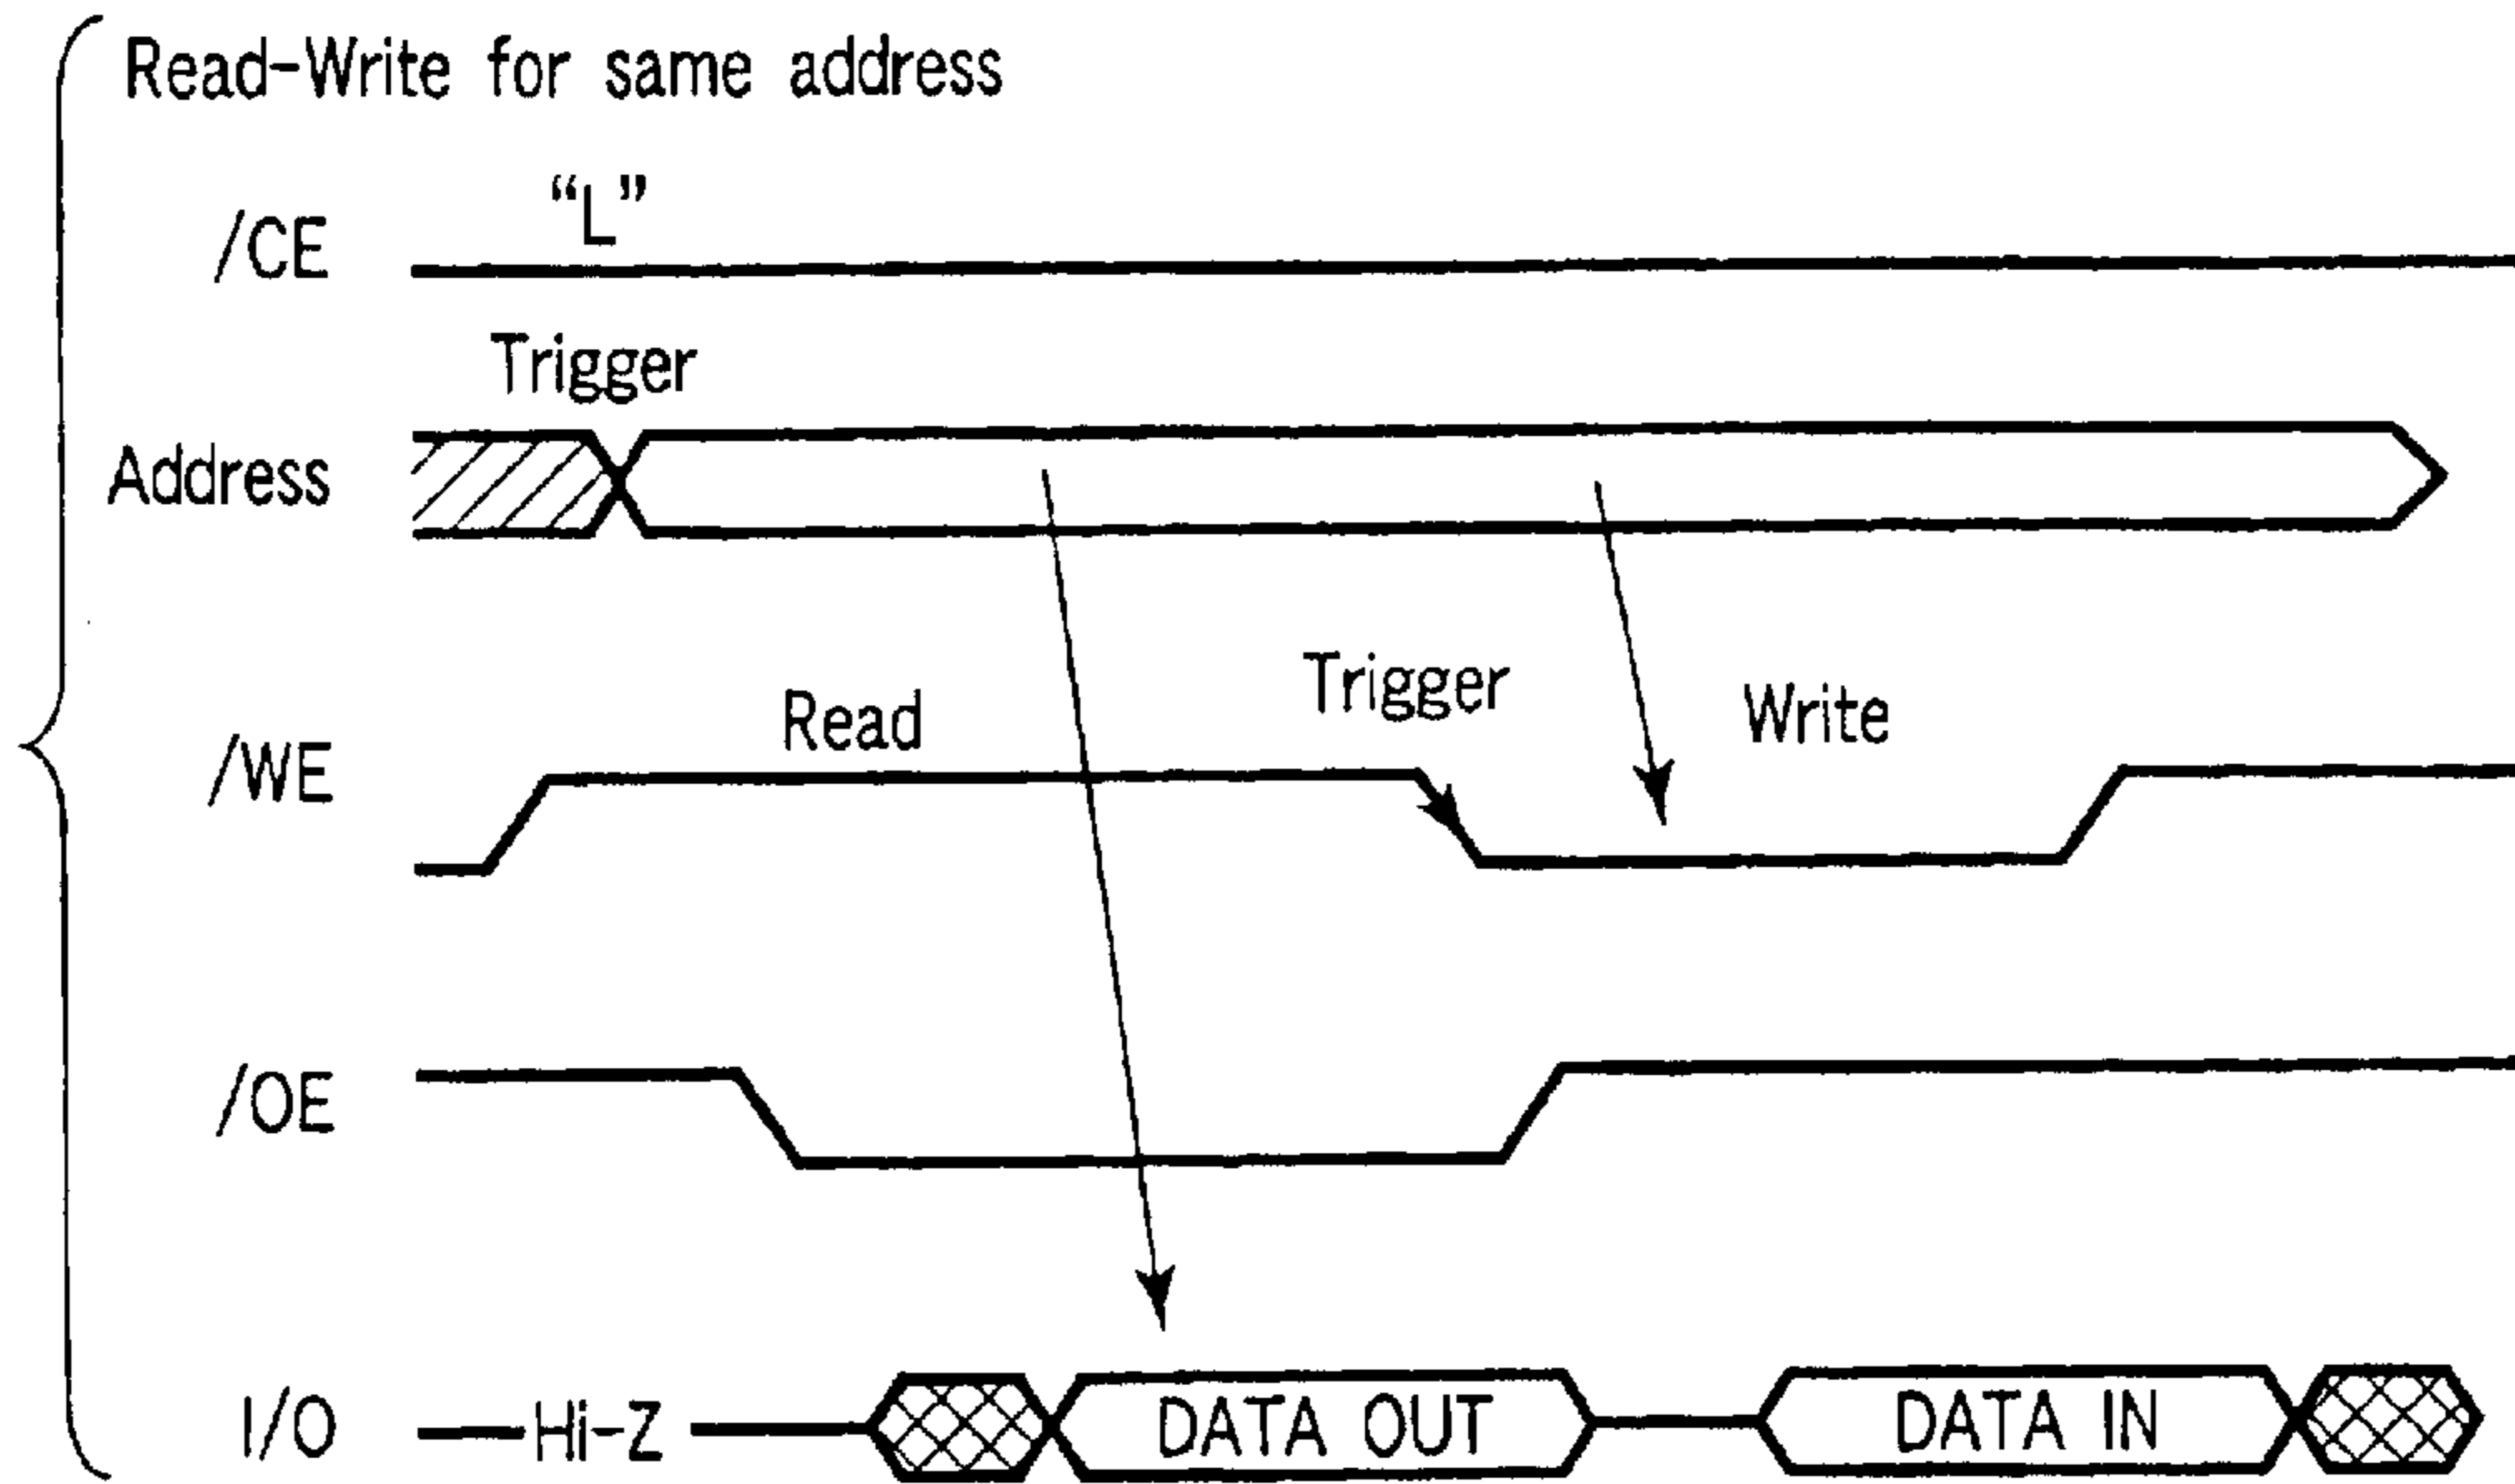 Read-Write for same address
“L”
/CE
Trigger
Address
Trigger
Read
Write
/WE
/OE
I/O
Hi-Z
DATA OUT
DATA IN